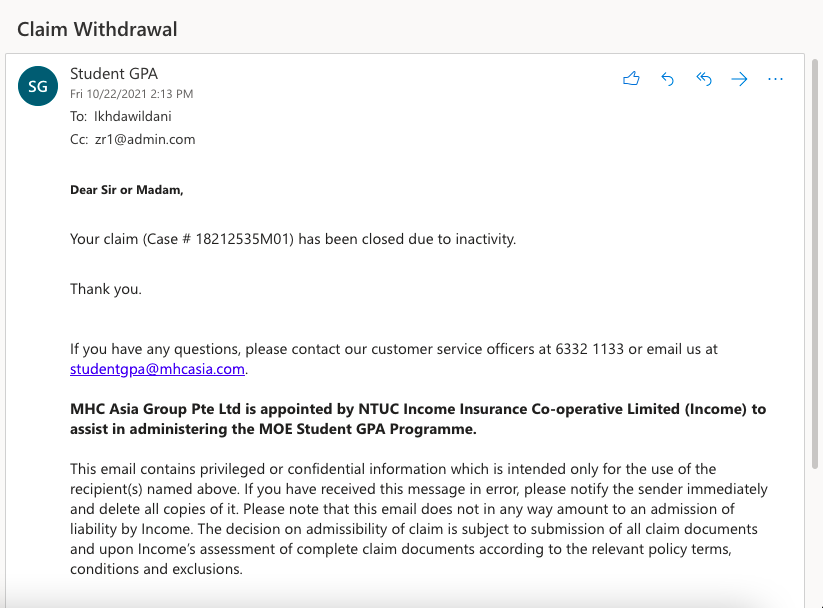 Claim Withdrawal
SG
Student GPA
Fri 10/22/2021 2:13 PM
To: Ikhdawildani
Cc: zr1@admin.com
Dear Sir or Madam,
Your claim (Case # 18212535M01) has been closed due to inactivity.
Thank you.
If you have any questions, please contact our customer service officers at 6332 1133 or email us at
studentgpa@mhcasia.com.
MHC Asia Group Pte Ltd is appointed by NTUC Income Insurance Co-operative Limited (Income) to
assist in administering the MOE Student GPA Programme.
This email contains privileged or confidential information which is intended only for the use of the
recipient(s) named above. If you have received this message in error, please notify the sender immediately
and delete all copies of it. Please note that this email does not in any way amount to an admission of
liability by Income. The decision on admissibility of claim is subject to submission of all claim documents
and upon Income's assessment of complete claim documents according to the relevant policy terms,
conditions and exclusions.